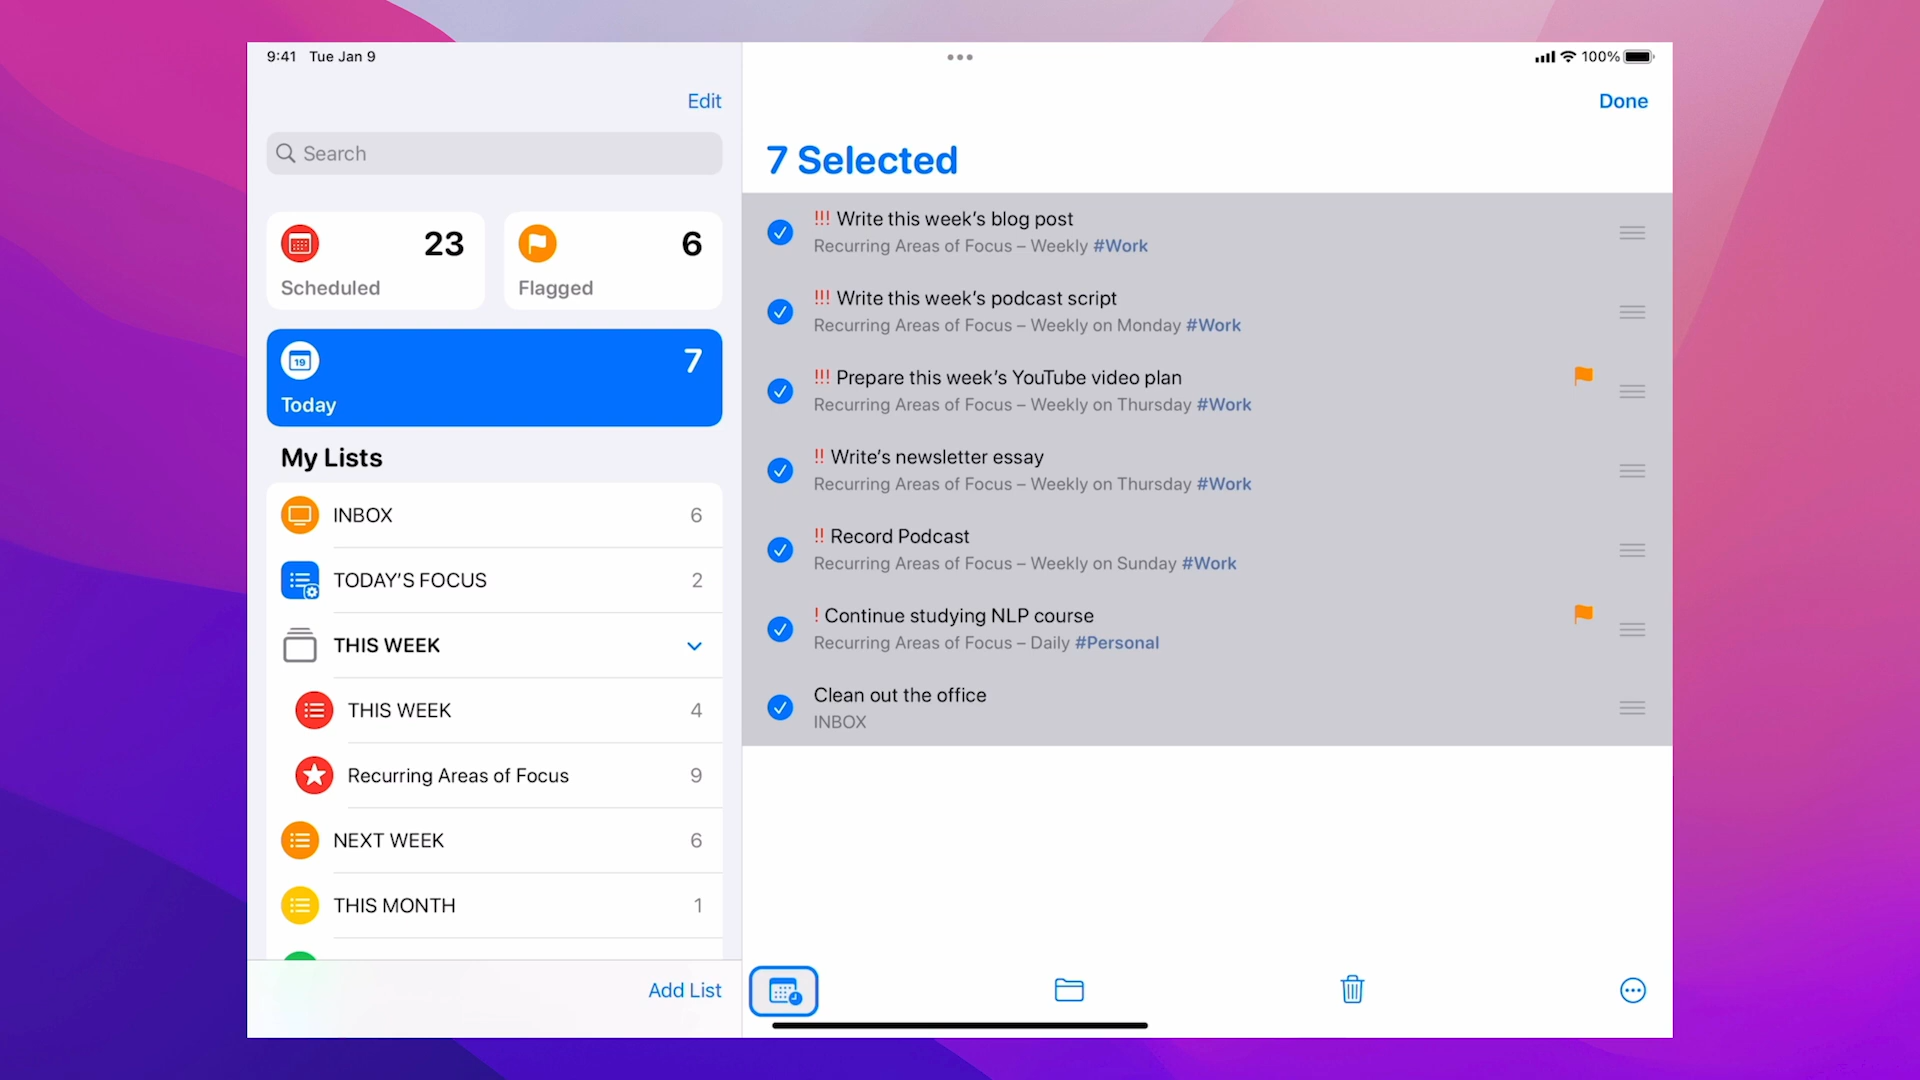 9:41 Tue Jan 9
100%
Edit
Done
Search
7 Selected
23
Scheduled
6
Flagged
19
7
Today
My Lists
INBOX 6
TODAY'S FOCUS 2
THIS WEEK
THIS WEEK 4
Recurring Areas of Focus 9
NEXT WEEK 6
THIS MONTH 1
Add List
!!! Write this week's blog post
Recurring Areas of Focus – Weekly #Work
!!! Write this week's podcast script
Recurring Areas of Focus – Weekly on Monday #Work
!!! Prepare this week's YouTube video plan
Recurring Areas of Focus – Weekly on Thursday #Work
!! Write's newsletter essay
Recurring Areas of Focus – Weekly on Thursday #Work
!! Record Podcast
Recurring Areas of Focus – Weekly on Sunday #Work
! Continue studying NLP course
Recurring Areas of Focus – Daily #Personal
Clean out the office
INBOX